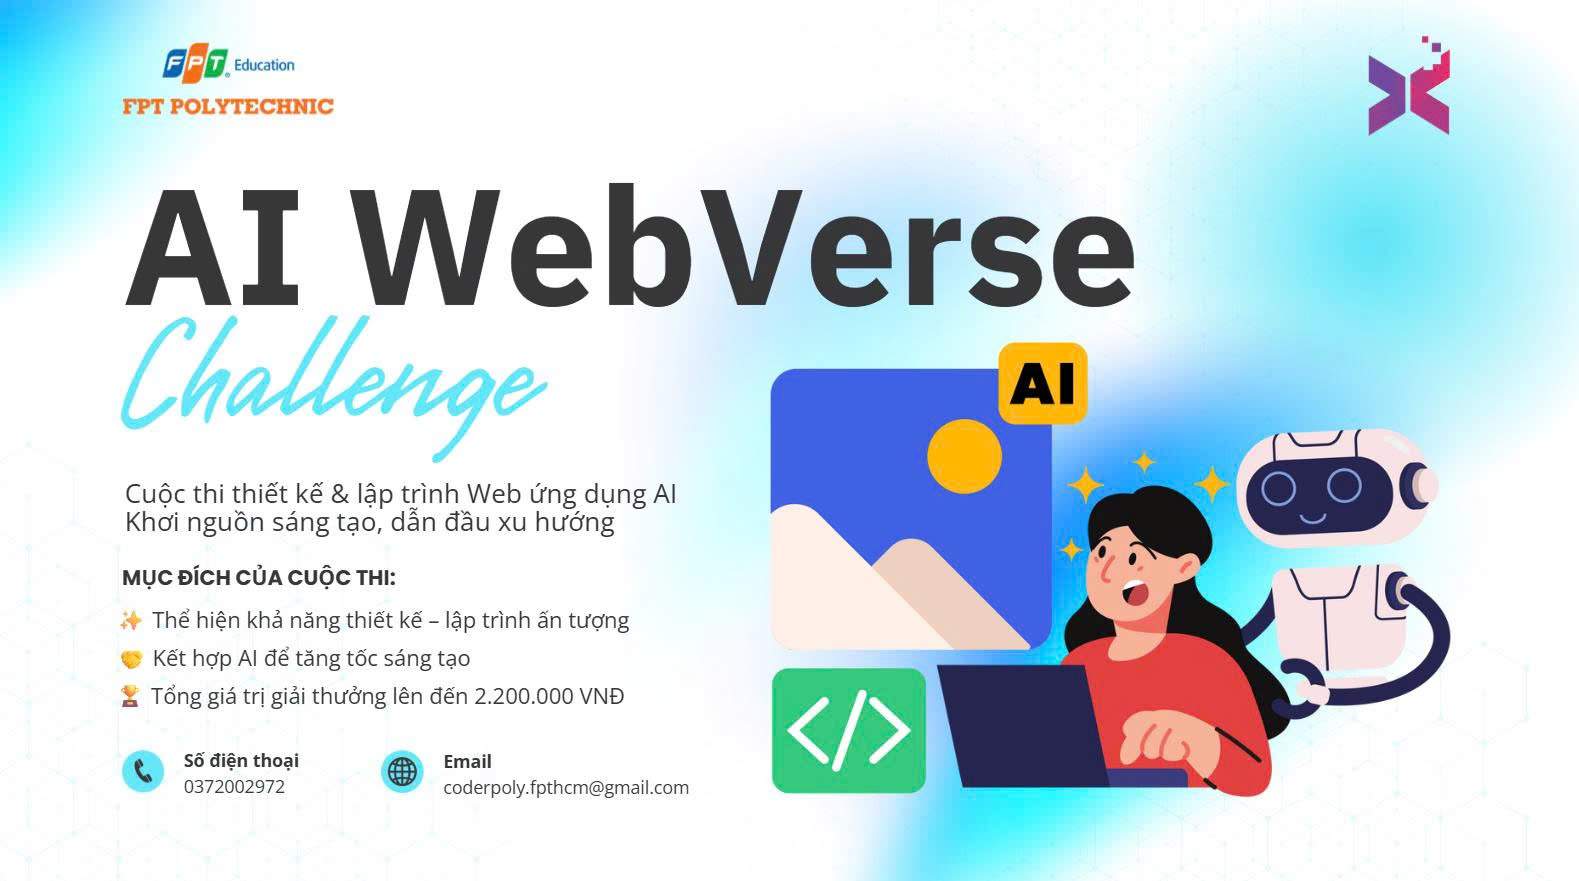 FPT Education
FPT POLYTECHNIC
AI WebVerse
Challenge
Cuộc thi thiết kế & lập trình Web ứng dụng AI
Khơi nguồn sáng tạo, dẫn đầu xu hướng
MỤC ĐÍCH CỦA CUỘC THI:
✨ Thể hiện khả năng thiết kế – lập trình ấn tượng
🤝 Kết hợp AI để tăng tốc sáng tạo
🏆 Tổng giá trị giải thưởng lên đến 2.200.000 VNĐ
Số điện thoại
0372002972
Email
coderpoly.fpthcm@gmail.com
AI
</>